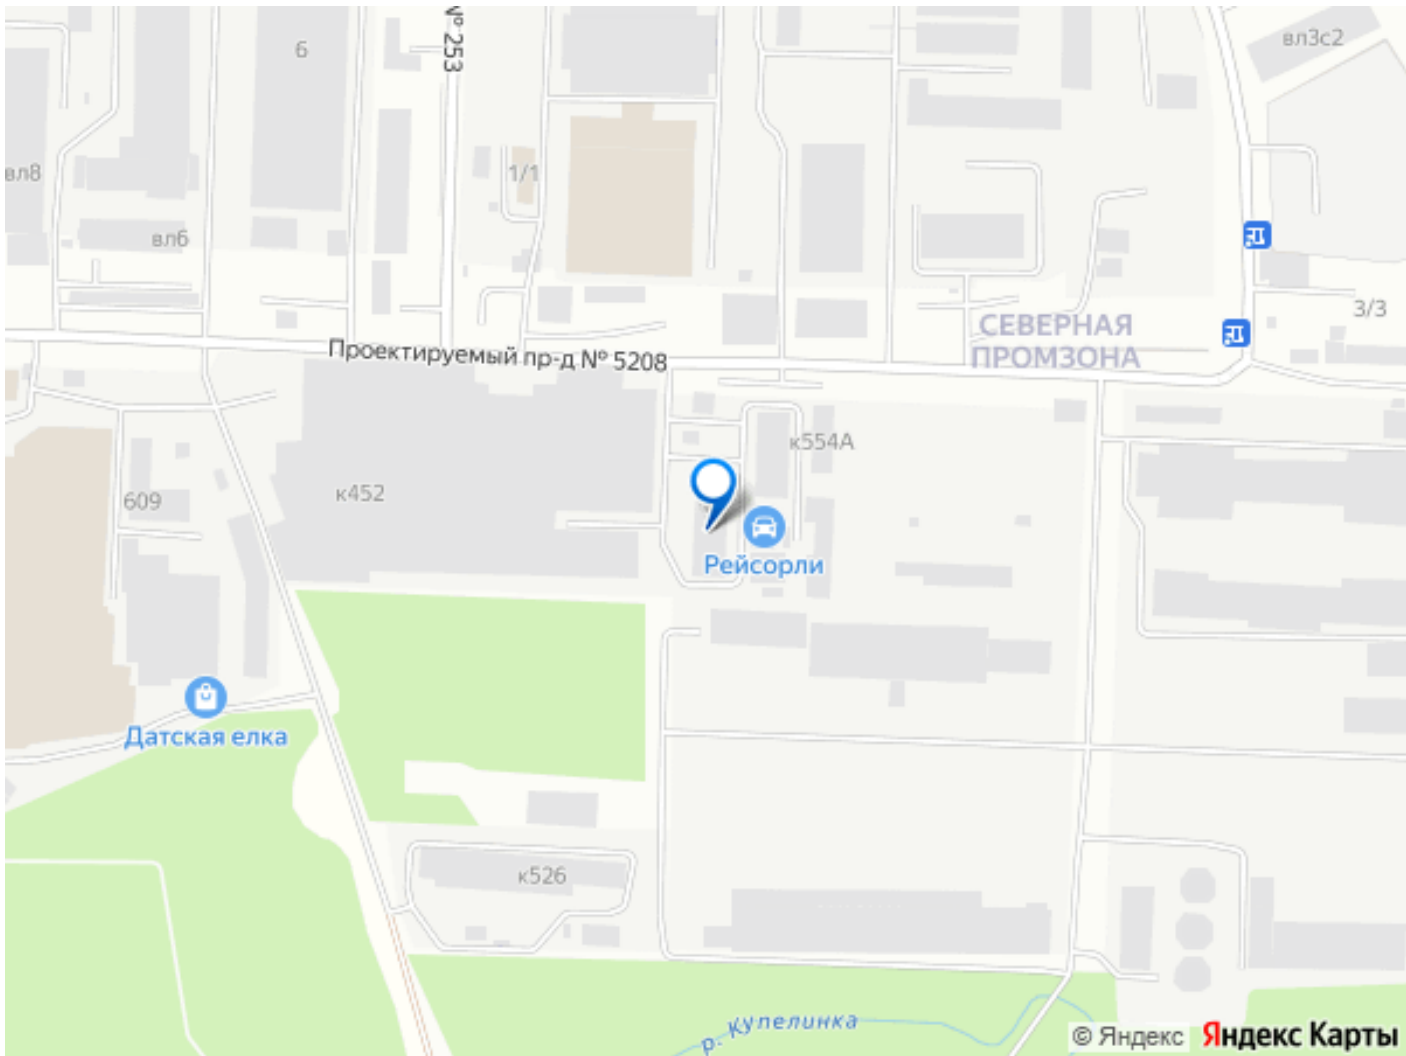 № 253
6
вл3с2
вл8
1/1
вл6
3/3
СЕВЕРНАЯ
ПРОМЗОНА
Проектируемый пр-д № 5208
к554А
к452
609
Рейсорли
Датская елка
к526
р. Купелинка
© Яндекс Яндекс Карты